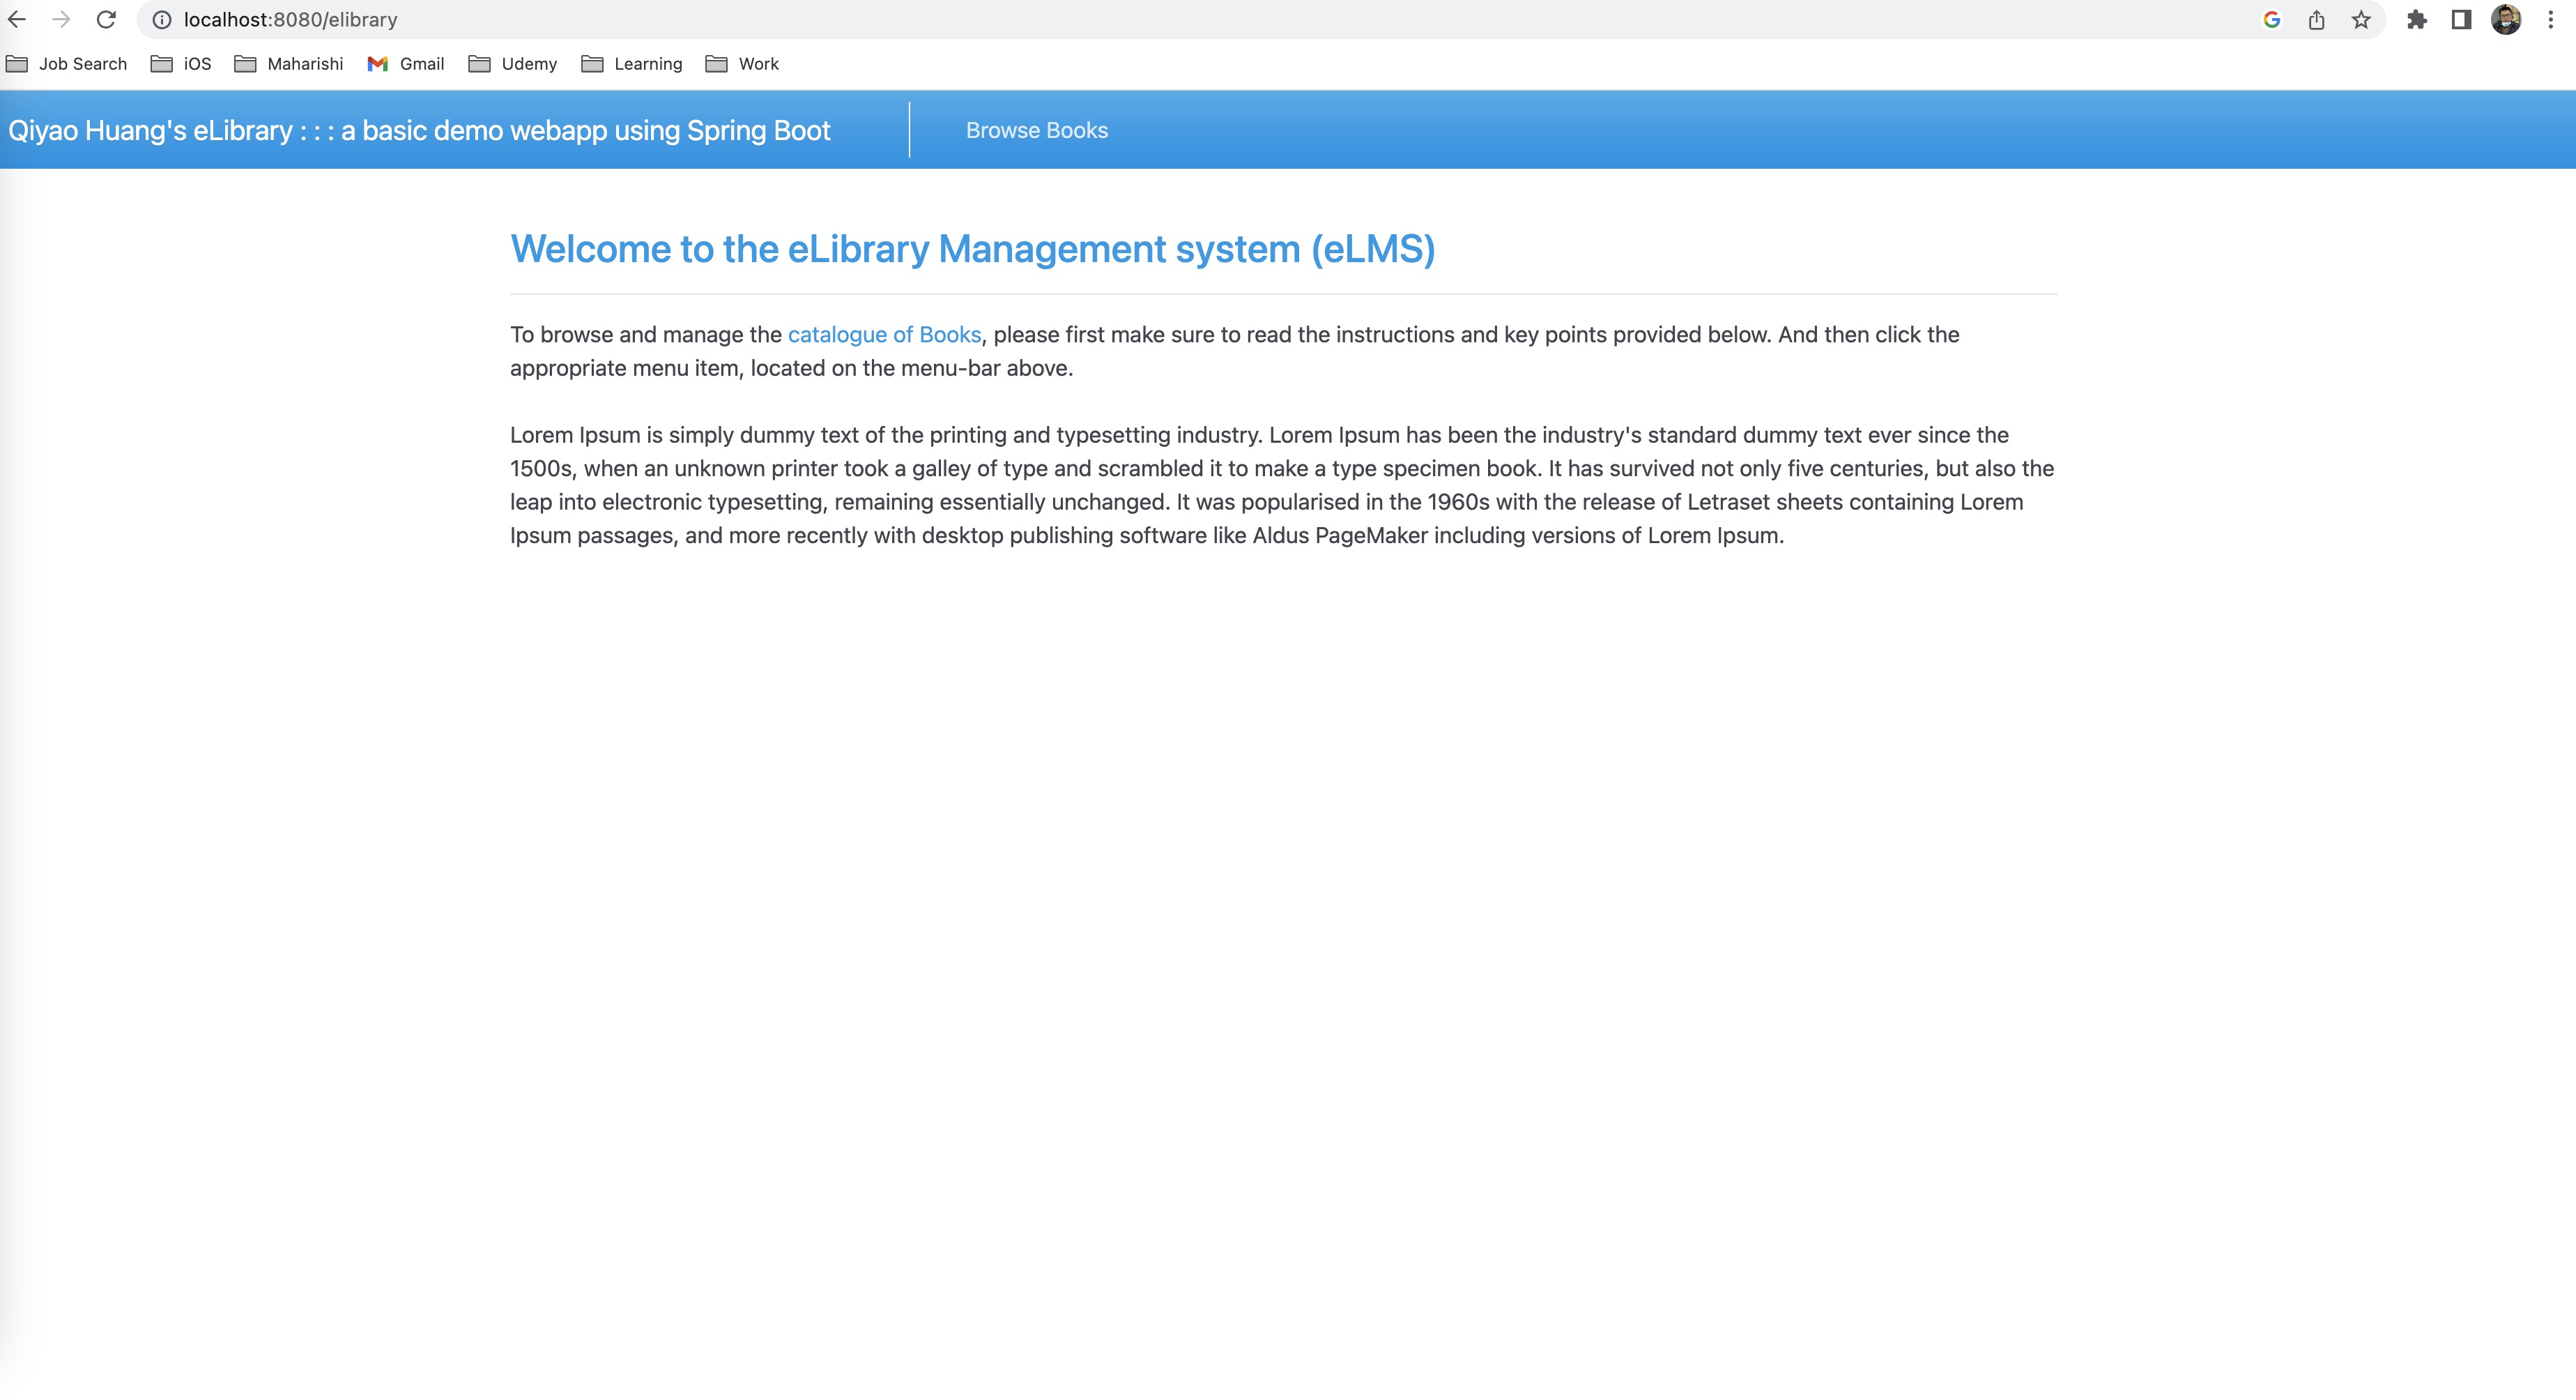 localhost:8080/elibrary
Job Search iOS Maharishi Gmail Udemy Learning Work
Qiyao Huang's eLibrary : : : a basic demo webapp using Spring Boot Browse Books
Welcome to the eLibrary Management system (eLMS)
To browse and manage the catalogue of Books, please first make sure to read the instructions and key points provided below. And then click the
appropriate menu item, located on the menu-bar above.
Lorem Ipsum is simply dummy text of the printing and typesetting industry. Lorem Ipsum has been the industry's standard dummy text ever since the
1500s, when an unknown printer took a galley of type and scrambled it to make a type specimen book. It has survived not only five centuries, but also the
leap into electronic typesetting, remaining essentially unchanged. It was popularised in the 1960s with the release of Letraset sheets containing Lorem
Ipsum passages, and more recently with desktop publishing software like Aldus PageMaker including versions of Lorem Ipsum.